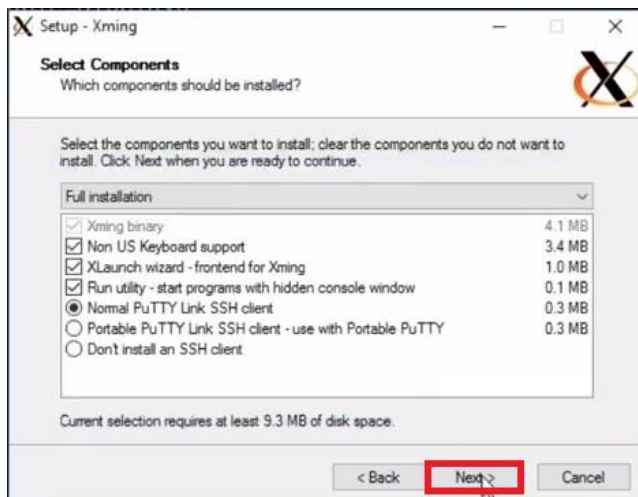 Setup - Xming
Select Components
Which components should be installed?
Select the components you want to install; clear the components you do not want to
install. Click Next when you are ready to continue.
Full installation
Xming binary 4.1 MB
Non US Keyboard support 3.4 MB
XLaunch wizard - frontend for Xming 1.0 MB
Run utility - start programs with hidden console window 0.1 MB
Normal PuTTY Link SSH client 0.3 MB
Portable PuTTY Link SSH client - use with Portable PuTTY 0.3 MB
Don't install an SSH client
Current selection requires at least 9.3 MB of disk space.
< Back Next > Cancel